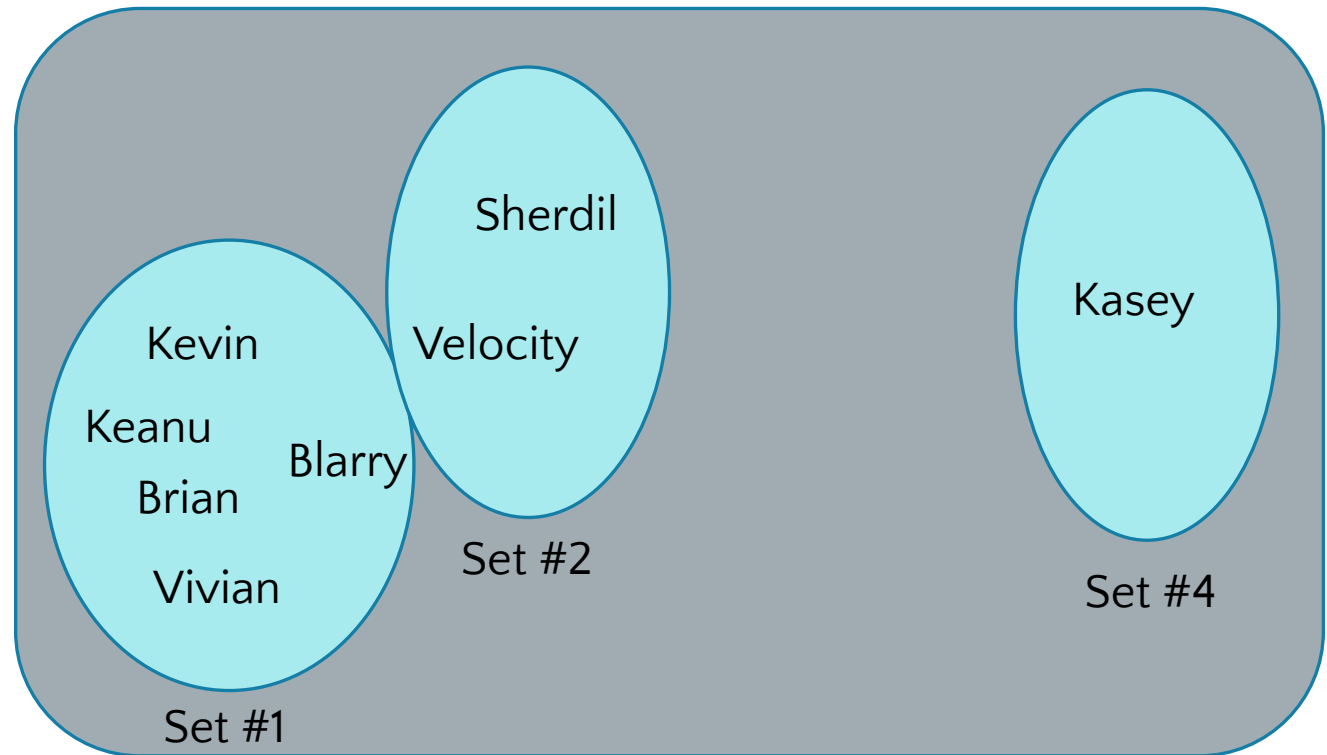 Sherdil
Velocity
Set #2
Kevin
Keanu
Blarry
Brian
Vivian
Set #1
Kasey
Set #4